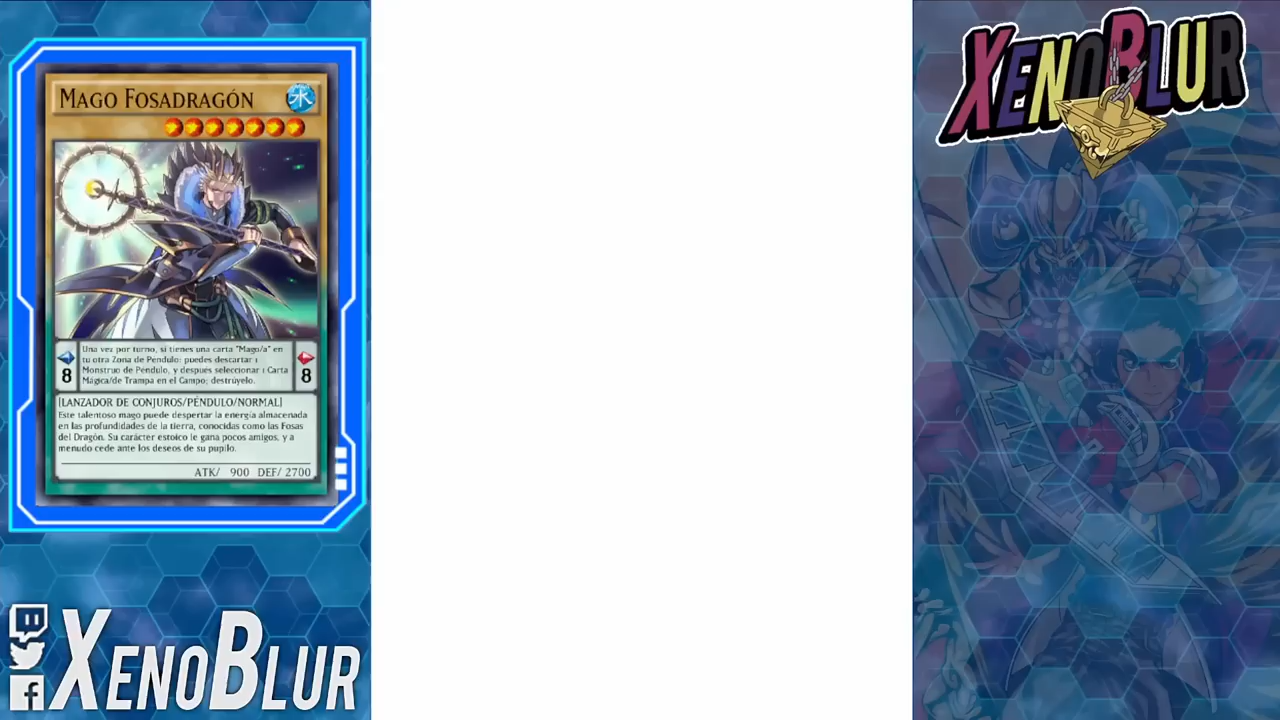 MAGO FOSADRAGÓN
水
Una vez por turno, si tienes una carta "Mago/a" en
tu otra Zona de Péndulo: puedes descartar 1
Monstruo de Péndulo, y después seleccionar 1 Carta
Mágica/de Trampa en el Campo; destrúyelo.
8
8
[LANZADOR DE CONJUROS/PÉNDULO/NORMAL]
Este talentoso mago puede despertar la energía almacenada
en las profundidades de la tierra, conocidas como las Fosas
del Dragón. Su carácter estoico le gana pocos amigos, y a
menudo cede ante los deseos de su pupilo.
ATK/ 900 DEF/ 2700
XENOBLUR
XENOBLUR